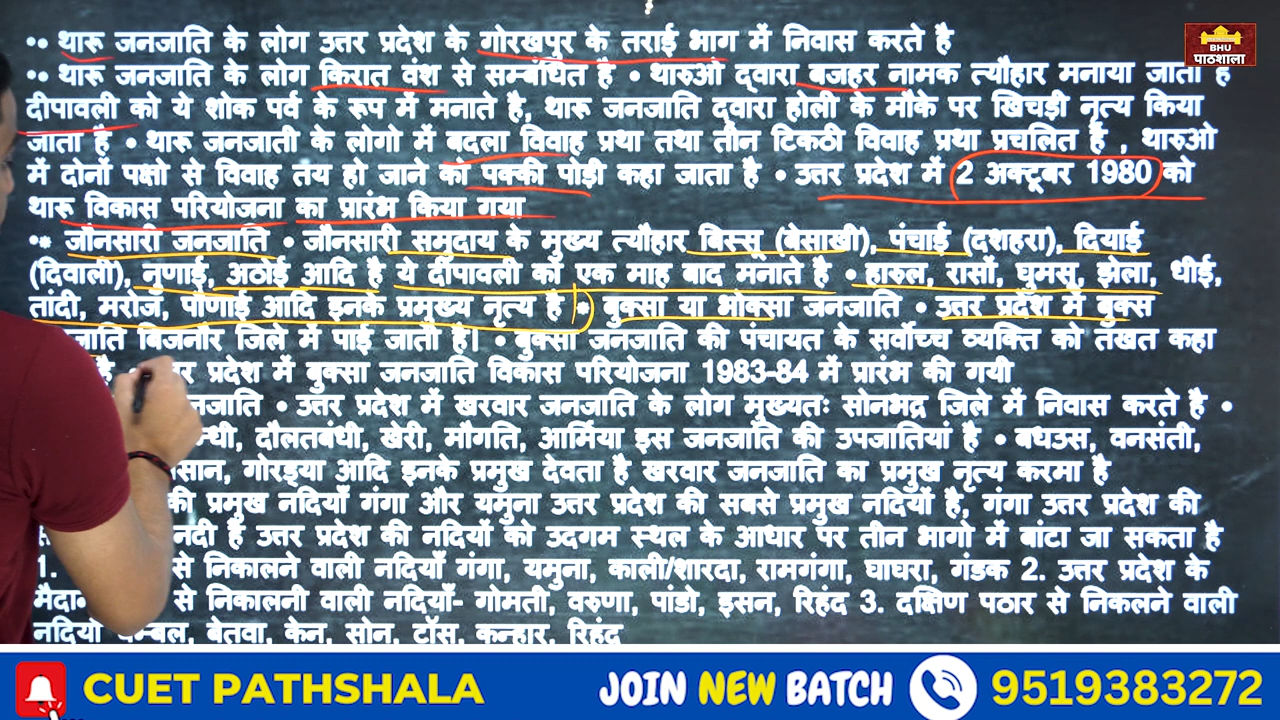 BHU
पाठशाला
•• थारू जनजाति के लोग उत्तर प्रदेश के गोरखपुर के तराई भाग में निवास करते है
•• थारू जनजाति के लोग किरात वंश से सम्बंधित है • थारुओ द्वारा बजहर नामक त्यौहार मनाया जाता है
दीपावली को ये शोक पर्व के रूप में मनाते है, थारू जनजाति द्वारा होली के मौके पर खिचड़ी नृत्य किया
जाता है • थारू जनजाती के लोगो में बदला विवाह प्रथा तथा तीन टिकठी विवाह प्रथा प्रचलित है , थारुओ
में दोनों पक्षो से विवाह तय हो जाने को पक्की पोड़ी कहा जाता है • उत्तर प्रदेश में 2 अक्टूबर 1980 को
थारू विकास परियोजना का प्रारंभ किया गया
•* जौनसारी जनजाति • जौनसारी समुदाय के मुख्य त्यौहार बिस्सू (बेसाखी), पंचाई (दशहरा), दियाई
(दिवाली), नुणाई, अठोई आदि है ये दीपावली को एक माह बाद मनाते है • हारुल, रासों, घुमसू, झेला, धीई,
तांदी, मरोज, पौणाई आदि इनके प्रमुख्य नृत्य है • बुक्सा या भोक्सा जनजाति • उत्तर प्रदेश में बुक्स
जाति बिजनौर जिले में पाई जाती है। • बुक्सा जनजाति की पंचायत के सर्वोच्च व्यक्ति को तखत कहा
है प्रदेश में बुक्सा जनजाति विकास परियोजना 1983-84 में प्रारंभ की गयी
नजाति • उत्तर प्रदेश में खरवार जनजाति के लोग मुख्यतः सोनभद्र जिले में निवास करते है •
न्धी, दौलतबंधी, खेरी, मौगति, आर्मिया इस जनजाति की उपजातियां है • बधउस, वनसंती,
सान, गोरड्या आदि इनके प्रमुख देवता है खरवार जनजाति का प्रमुख नृत्य करमा है
की प्रमुख नदियाँ गंगा और यमुना उत्तर प्रदेश की सबसे प्रमुख नदियों है, गंगा उत्तर प्रदेश की
नदी है उत्तर प्रदेश की नदियों को उदगम स्थल के आधार पर तीन भागो में बांटा जा सकता है
1. से निकालने वाली नदियाँ गंगा, यमुना, काली/शारदा, रामगंगा, घाघरा, गंडक 2. उत्तर प्रदेश के
से निकालनी वाली नदियाँ- गोमती, वरुणा, पांडो, इसन, रिहंद 3. दक्षिण पठार से निकलने वाली
नदियो चम्बल, बेतवा, केन, सोन, टोंस, कन्हार, रिहंद
CUET PATHSHALA JOIN NEW BATCH 9519383272